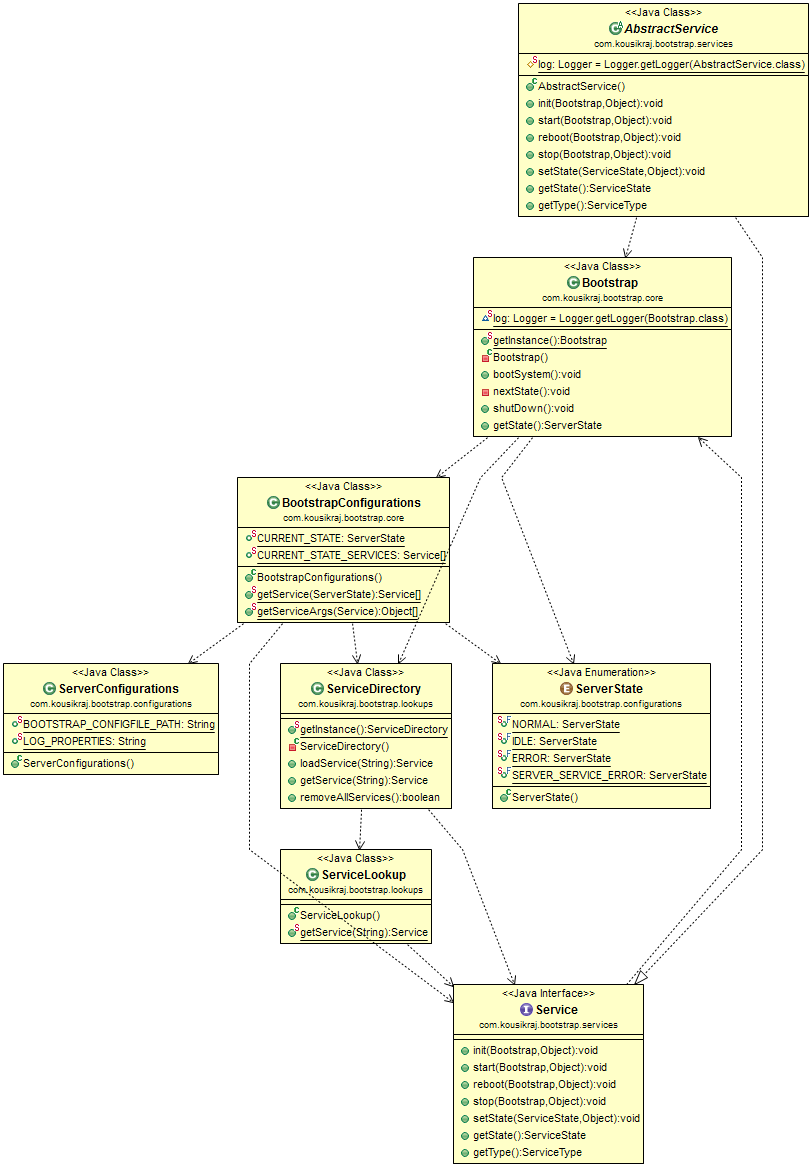 <<Java Class>>
AbstractService
com.kousikraj.bootstrap.services
log: Logger = Logger.getLogger(AbstractService.class)
AbstractService()
init(Bootstrap,Object):void
start(Bootstrap,Object):void
reboot(Bootstrap,Object):void
stop(Bootstrap,Object):void
setState(ServiceState,Object):void
getState():ServiceState
getType():ServiceType
<<Java Class>>
Bootstrap
com.kousikraj.bootstrap.core
log: Logger = Logger.getLogger(Bootstrap.class)
getInstance():Bootstrap
Bootstrap()
bootSystem():void
nextState():void
shutDown():void
getState():ServerState
<<Java Class>>
BootstrapConfigurations
com.kousikraj.bootstrap.core
CURRENT_STATE: ServerState
CURRENT_STATE_SERVICES: Service[]
BootstrapConfigurations()
getService(ServerState):Service[]
getServiceArgs(Service):Object[]
<<Java Class>>
ServerConfigurations
com.kousikraj.bootstrap.configurations
BOOTSTRAP_CONFIGFILE_PATH: String
LOG_PROPERTIES: String
ServerConfigurations()
<<Java Class>>
ServiceDirectory
com.kousikraj.bootstrap.lookups
getInstance():ServiceDirectory
ServiceDirectory()
loadService(String):Service
getService(String):Service
removeAllServices():boolean
<<Java Enumeration>>
ServerState
com.kousikraj.bootstrap.configurations
NORMAL: ServerState
IDLE: ServerState
ERROR: ServerState
SERVER_SERVICE_ERROR: ServerState
ServerState()
<<Java Class>>
ServiceLookup
com.kousikraj.bootstrap.lookups
ServiceLookup()
getService(String):Service
<<Java Interface>>
Service
com.kousikraj.bootstrap.services
init(Bootstrap,Object):void
start(Bootstrap,Object):void
reboot(Bootstrap,Object):void
stop(Bootstrap,Object):void
setState(ServiceState,Object):void
getState():ServiceState
getType():ServiceType